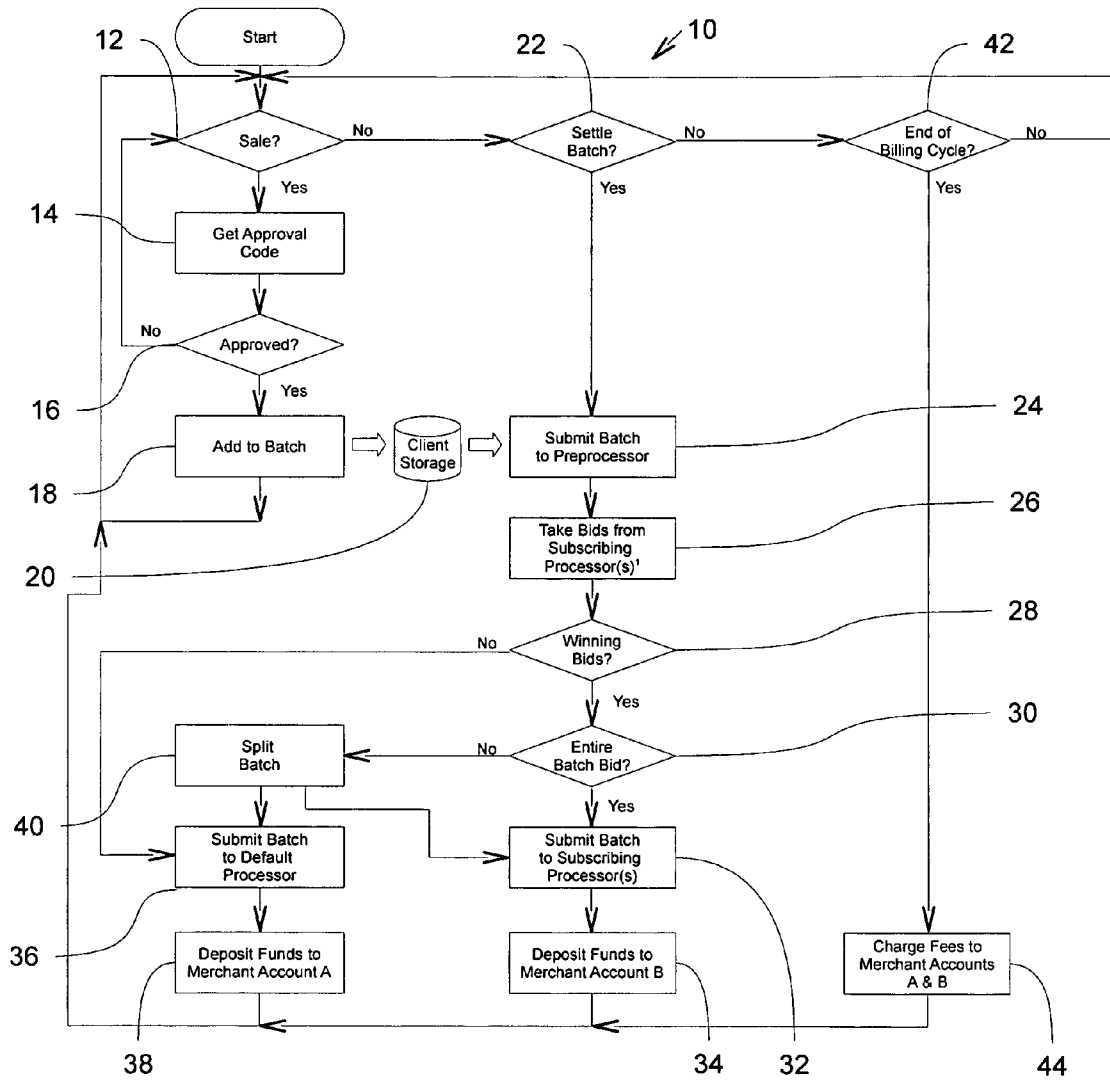 Start
10
12
22
42
Sale?
No
Settle
Batch?
No
End of
Billing Cycle?
No
Yes
Yes
Yes
14
Get Approval
Code
No
Approved?
16
Yes
18
Add to Batch
Client
Storage
20
Submit Batch
to Preprocessor
24
Take Bids from
Subscribing
Processor(s)¹
26
No
Winning
Bids?
28
Yes
Split
Batch
40
No
Entire
Batch Bid?
30
Yes
Submit Batch
to Default
Processor
36
Submit Batch
to Subscribing
Processor(s)
32
Deposit Funds to
Merchant Account A
38
Deposit Funds to
Merchant Account B
34
Charge Fees to
Merchant Accounts
A & B
44